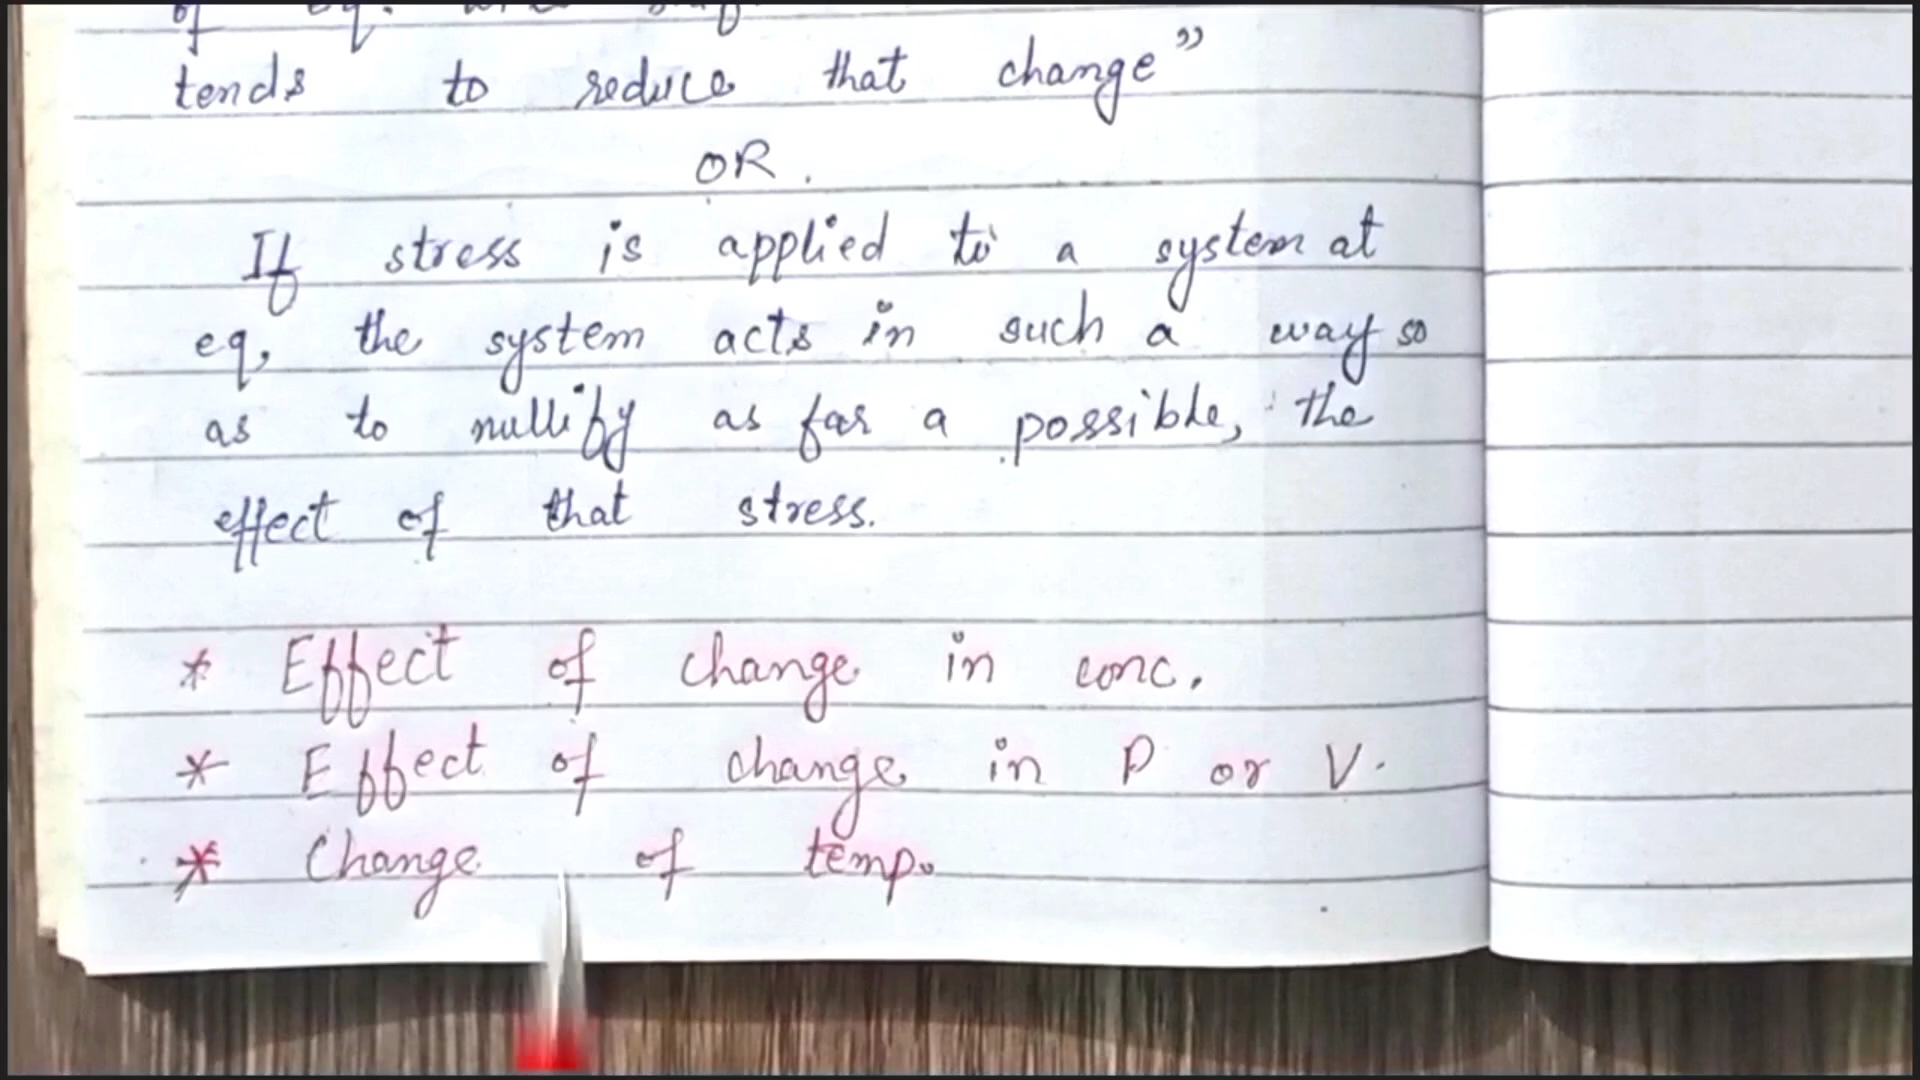 tends to reduce that change”
OR.
If stress is applied to a system at
eq, the system acts in such a way so
as to nullify as far a possible, the
effect of that stress.
* Effect of change in conc.
* Effect of change in P or V.
* Change of temp.